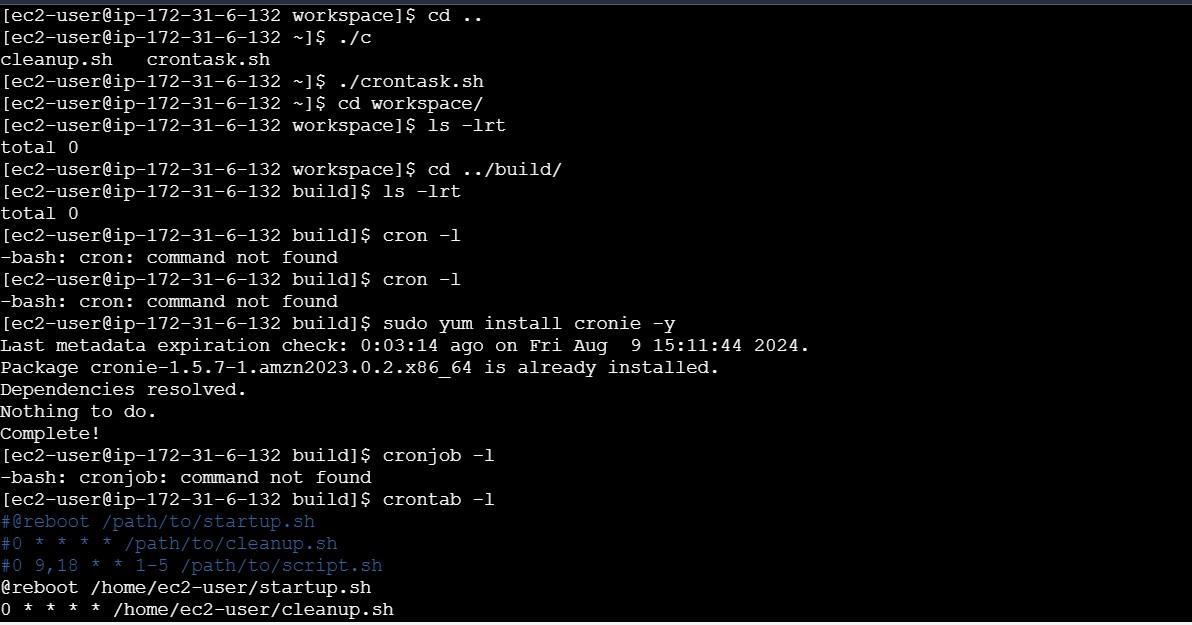 [ec2-user@ip-172-31-6-132 workspace]$ cd ..
[ec2-user@ip-172-31-6-132 ~]$ ./c
cleanup.sh   crontask.sh
[ec2-user@ip-172-31-6-132 ~]$ ./crontask.sh
[ec2-user@ip-172-31-6-132 ~]$ cd workspace/
[ec2-user@ip-172-31-6-132 workspace]$ ls -lrt
total 0
[ec2-user@ip-172-31-6-132 workspace]$ cd ../build/
[ec2-user@ip-172-31-6-132 build]$ ls -lrt
total 0
[ec2-user@ip-172-31-6-132 build]$ cron -l
-bash: cron: command not found
[ec2-user@ip-172-31-6-132 build]$ cron -l
-bash: cron: command not found
[ec2-user@ip-172-31-6-132 build]$ sudo yum install cronie -y
Last metadata expiration check: 0:03:14 ago on Fri Aug  9 15:11:44 2024.
Package cronie-1.5.7-1.amzn2023.0.2.x86_64 is already installed.
Dependencies resolved.
Nothing to do.
Complete!
[ec2-user@ip-172-31-6-132 build]$ cronjob -l
-bash: cronjob: command not found
[ec2-user@ip-172-31-6-132 build]$ crontab -l
#@reboot /path/to/startup.sh
#0 * * * * /path/to/cleanup.sh
#0 9,18 * * 1-5 /path/to/script.sh
@reboot /home/ec2-user/startup.sh
0 * * * * /home/ec2-user/cleanup.sh